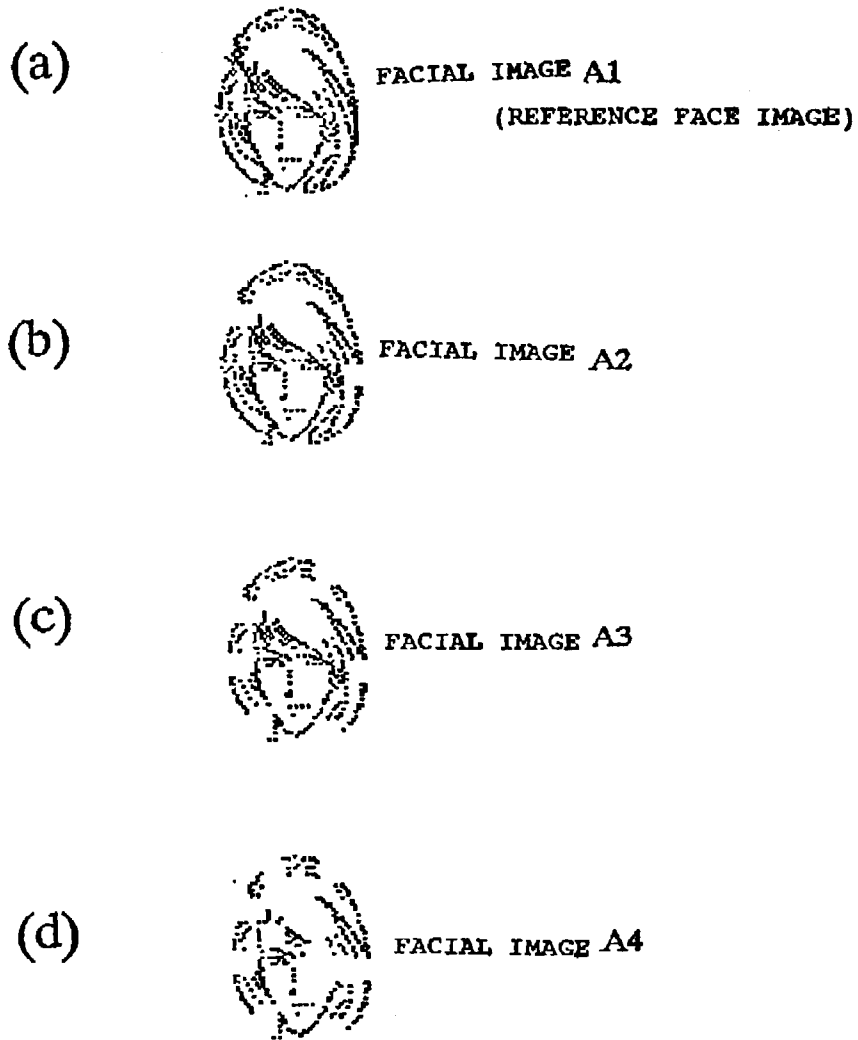 (a)
FACIAL IMAGE A1
(REFERENCE FACE IMAGE)
(b)
FACIAL IMAGE A2
(c)
FACIAL IMAGE A3
(d)
FACIAL IMAGE A4